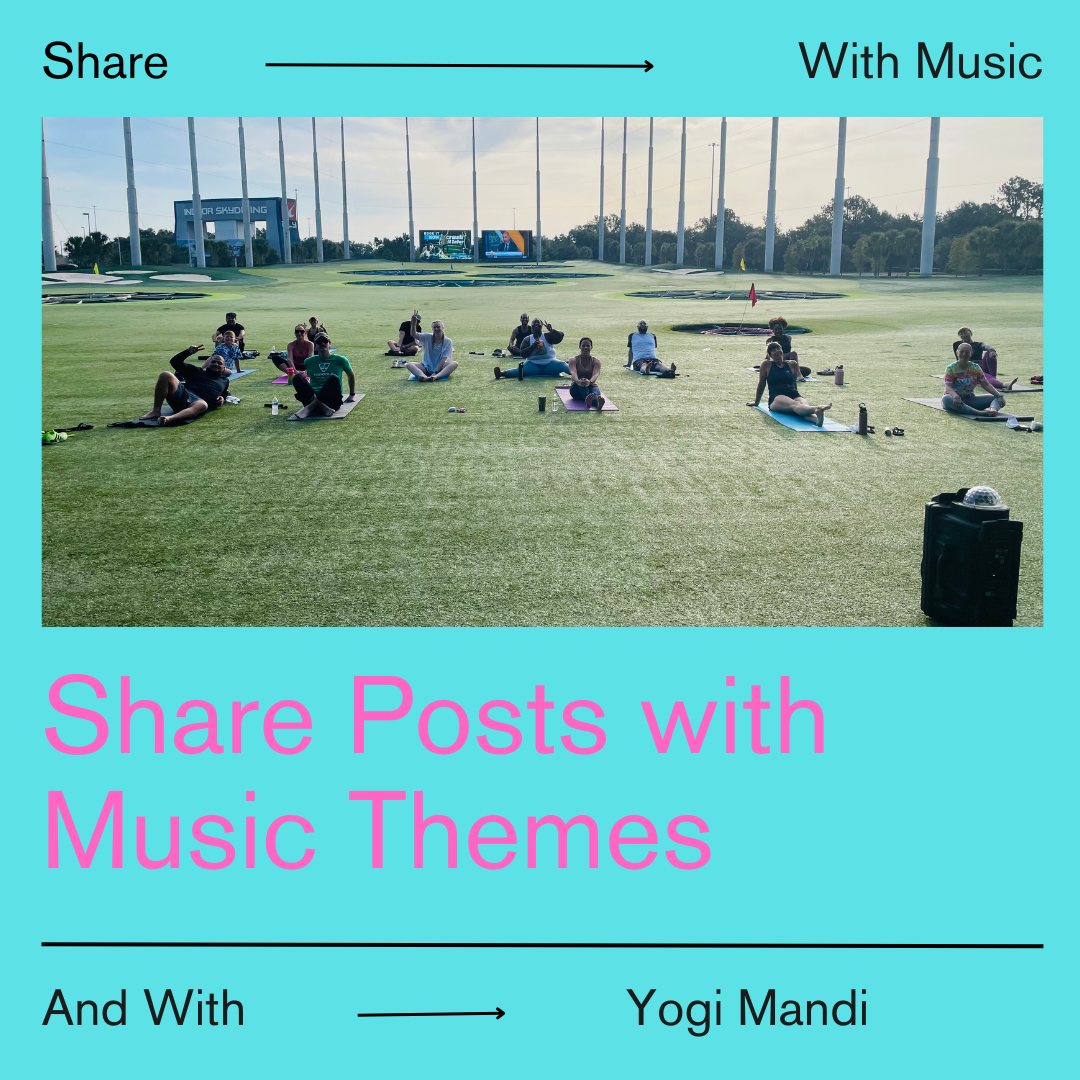 Share
With Music
INDOOR SKYDIVING
Share Posts with
Music Themes
And With
Yogi Mandi